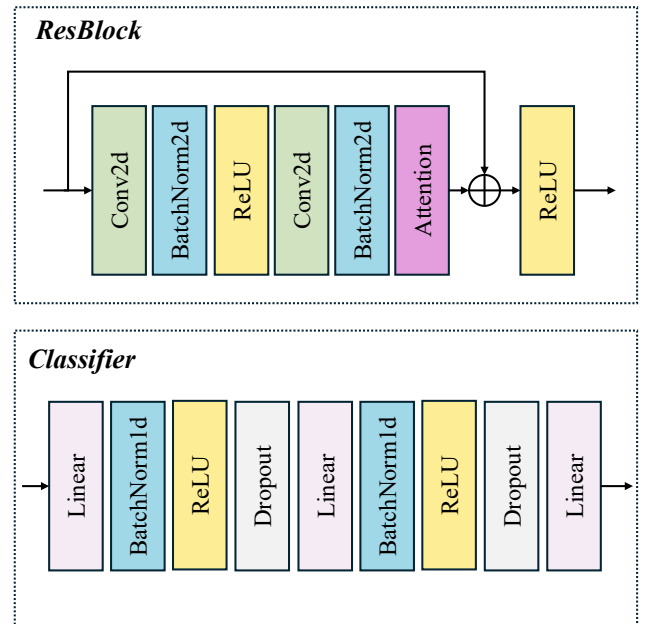 ResBlock
Conv2d
BatchNorm2d
ReLU
Conv2d
BatchNorm2d
Attention
ReLU
Classifier
Linear
BatchNorm1d
ReLU
Dropout
Linear
BatchNorm1d
ReLU
Dropout
Linear